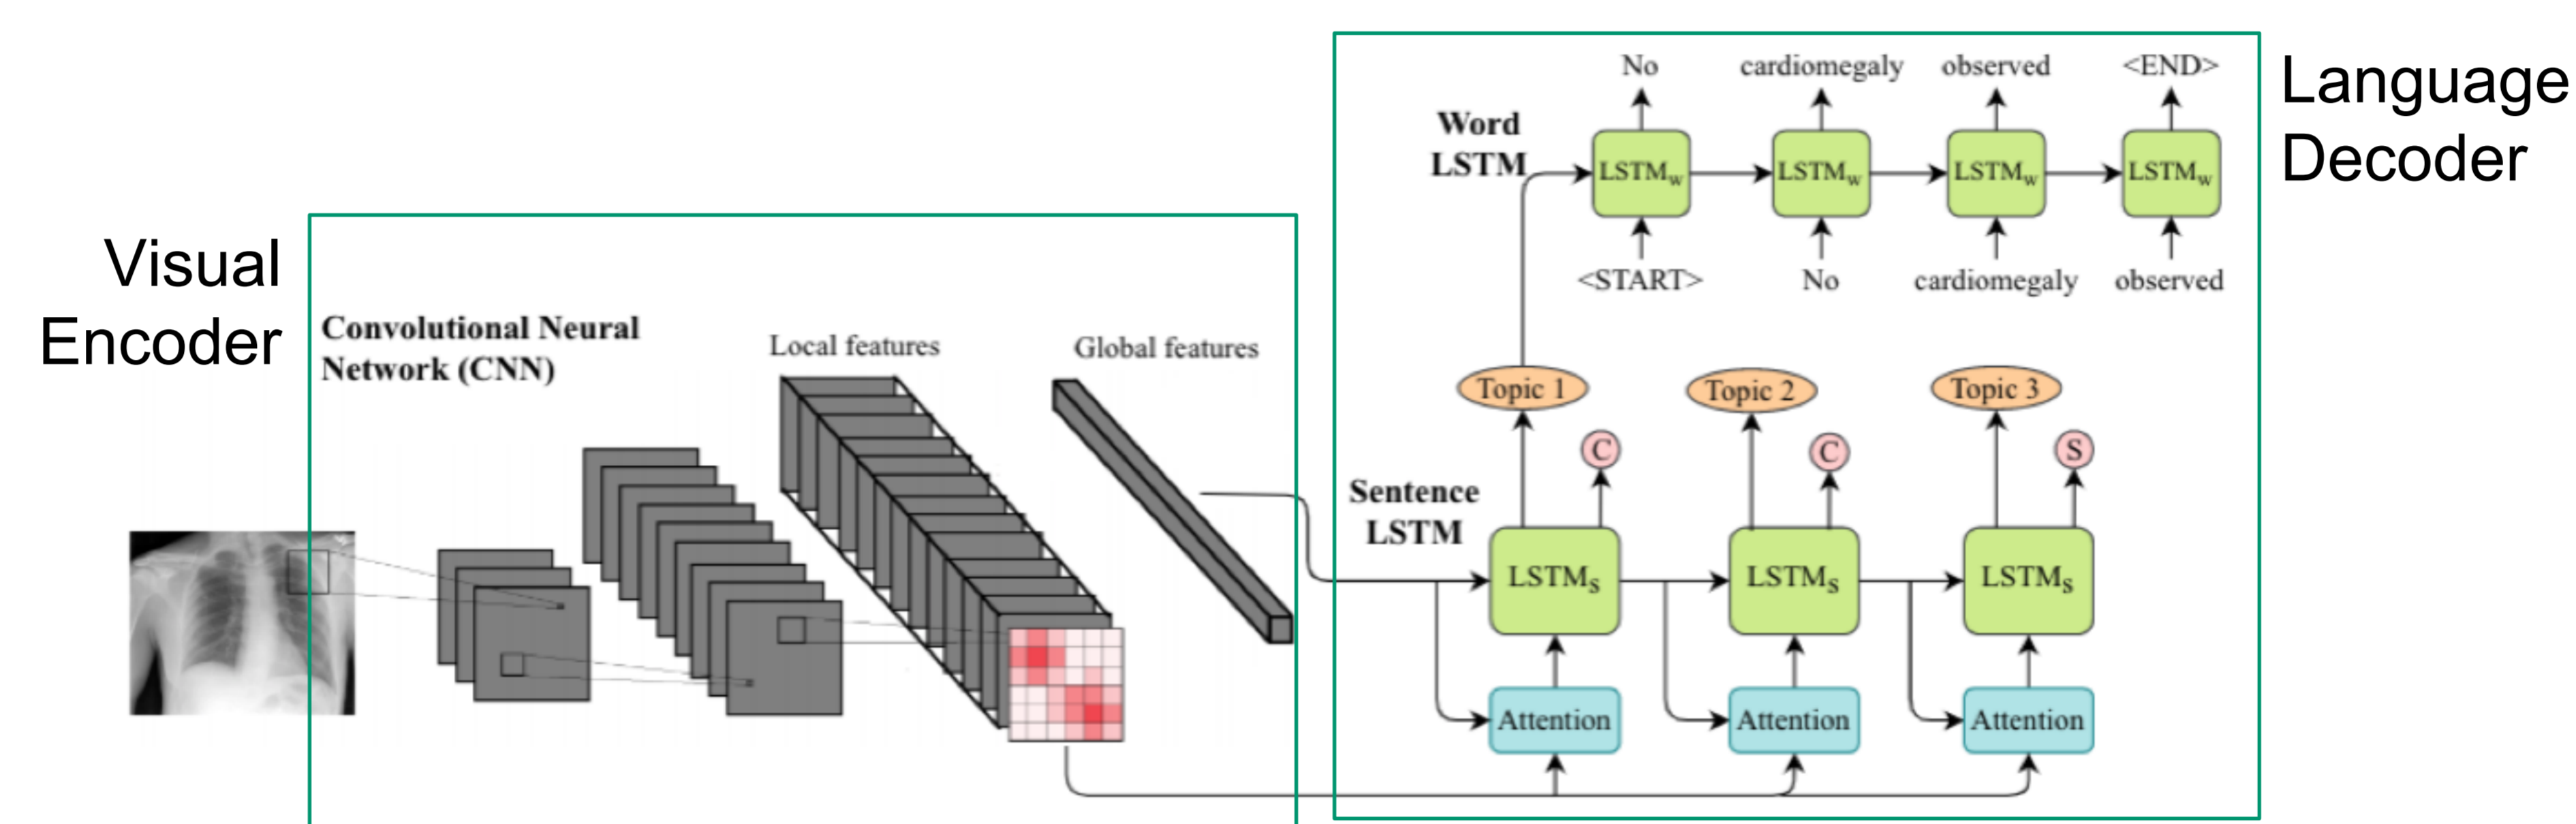 Visual
Encoder
Convolutional Neural
Network (CNN)
Local features
Global features
Language
Decoder
No
cardiomegaly
observed
<END>
Word
LSTM
LSTMw
LSTMw
LSTMw
LSTMw
<START>
No
cardiomegaly
observed
Topic 1
Topic 2
Topic 3
C
C
S
Sentence
LSTM
LSTMS
LSTMS
LSTMS
Attention
Attention
Attention